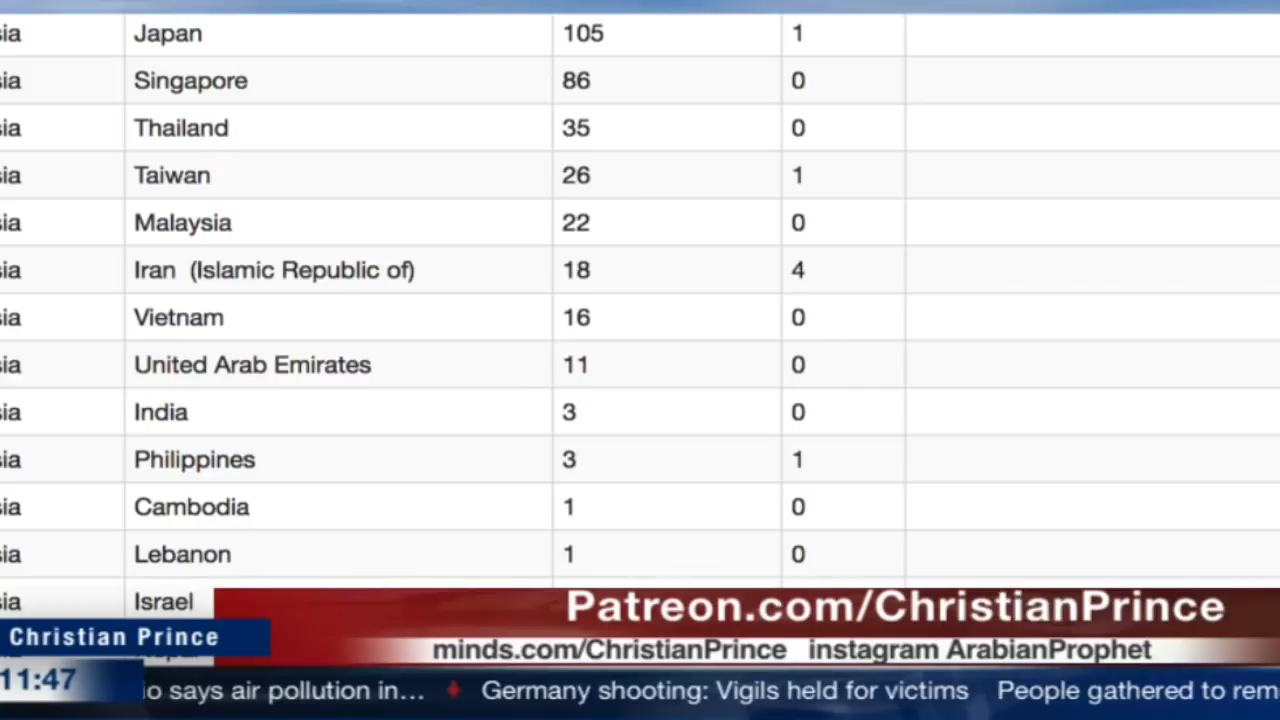 sia Japan 105 1
sia Singapore 86 0
sia Thailand 35 0
sia Taiwan 26 1
sia Malaysia 22 0
sia Iran (Islamic Republic of) 18 4
sia Vietnam 16 0
sia United Arab Emirates 11 0
sia India 3 0
sia Philippines 3 1
sia Cambodia 1 0
sia Lebanon 1 0
sia Israel
Patreon.com/ChristianPrince
Christian Prince
minds.com/ChristianPrince instagram ArabianProphet
11:47
io says air pollution in... ♦ Germany shooting: Vigils held for victims People gathered to rem